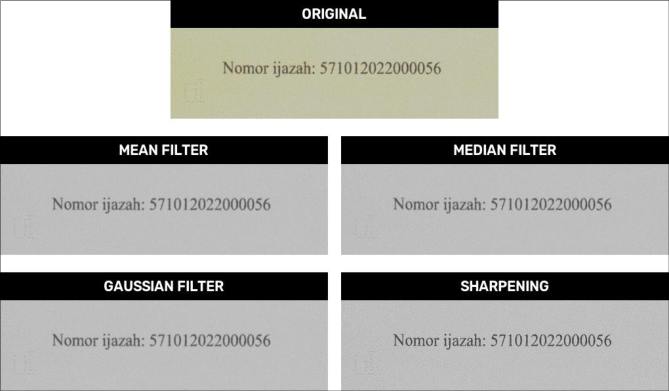 ORIGINAL
Nomor ijazah: 571012022000056
MEAN FILTER
MEDIAN FILTER
Nomor ijazah: 571012022000056
Nomor ijazah: 571012022000056
GAUSSIAN FILTER
SHARPENING
Nomor ijazah: 571012022000056
Nomor ijazah: 571012022000056